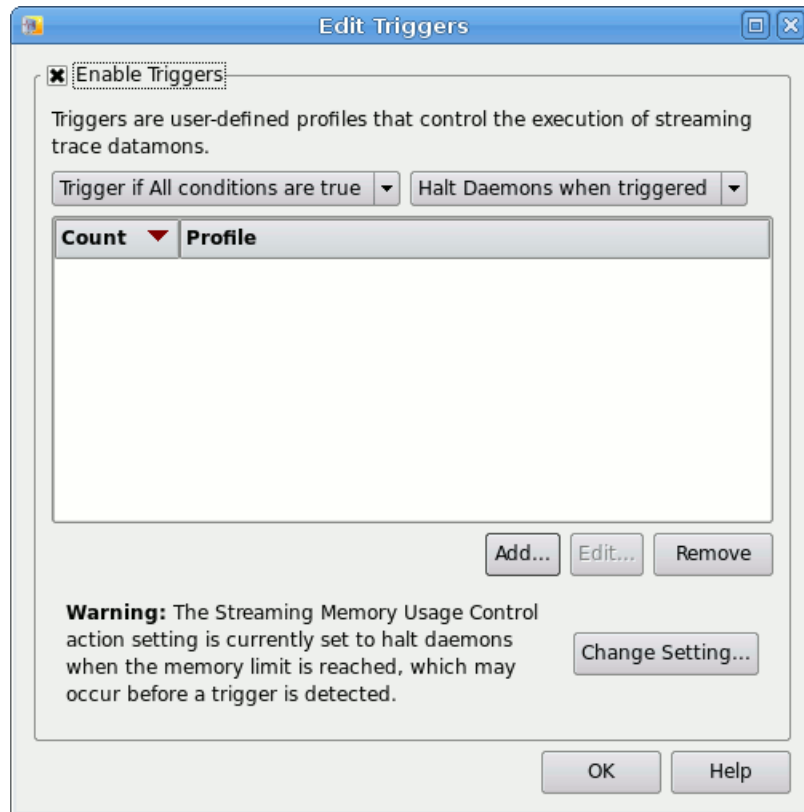 Edit Triggers
Enable Triggers
Triggers are user-defined profiles that control the execution of streaming
trace datamons.
Trigger if All conditions are true Halt Daemons when triggered
Count Profile
Add... Edit... Remove
Warning: The Streaming Memory Usage Control
action setting is currently set to halt daemons
when the memory limit is reached, which may
occur before a trigger is detected.
Change Setting...
OK Help